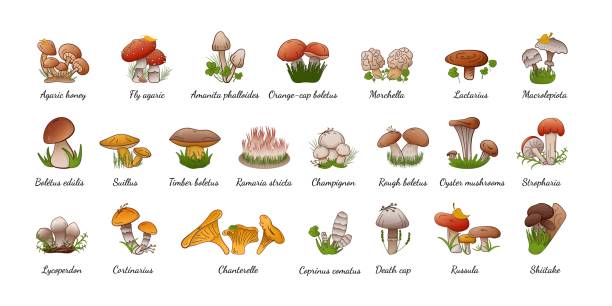 Agaric honey
Fly agaric
Amanita phalloides
Orange-cap boletus
Morchella
Lactarius
Macrolepiota
Boletus edulis
Suillus
Timber boletus
Ramaria stricta
Champignon
Rough boletus
Oyster mushrooms
Stropharia
Lycoperdon
Cortinarius
Chanterelle
Coprinus comatus
Death cap
Russula
Shiitake